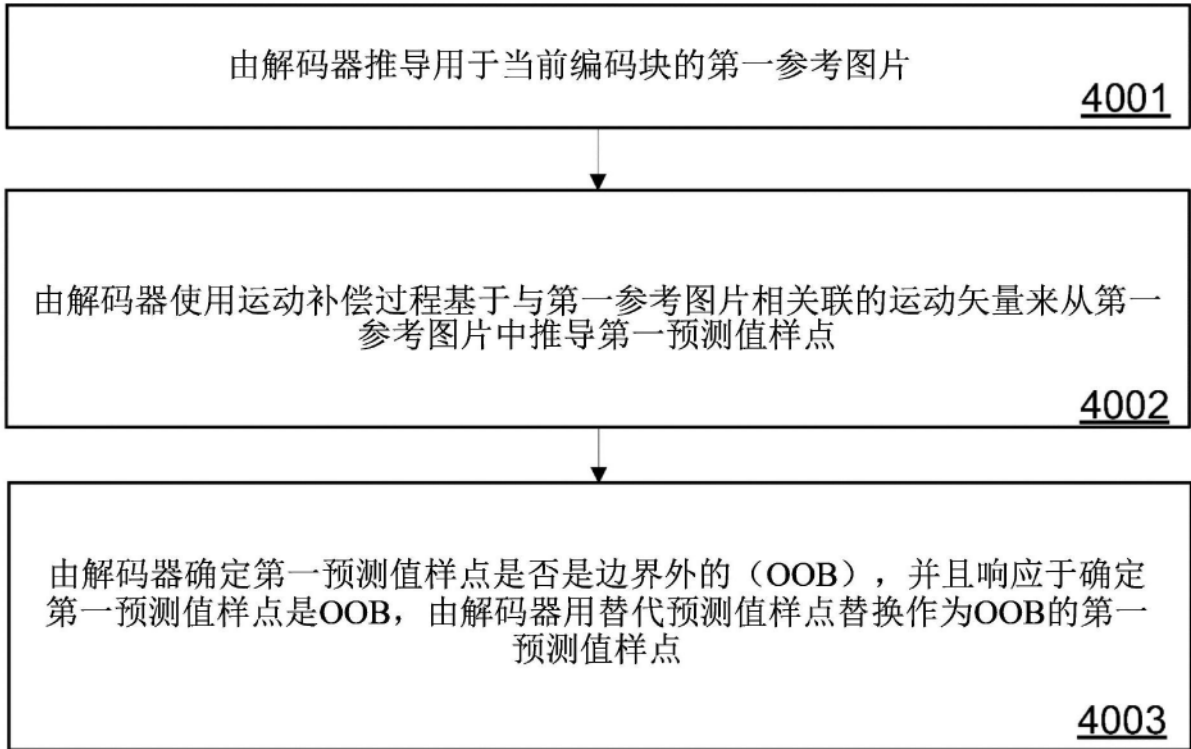 由解码器推导用于当前编码块的第一参考图片
4001
由解码器使用运动补偿过程基于与第一参考图片相关联的运动矢量来从第一
参考图片中推导第一预测值样点
4002
由解码器确定第一预测值样点是否是边界外的（OOB），并且响应于确定
第一预测值样点是OOB，由解码器用替代预测值样点替换作为OOB的第一
预测值样点
4003